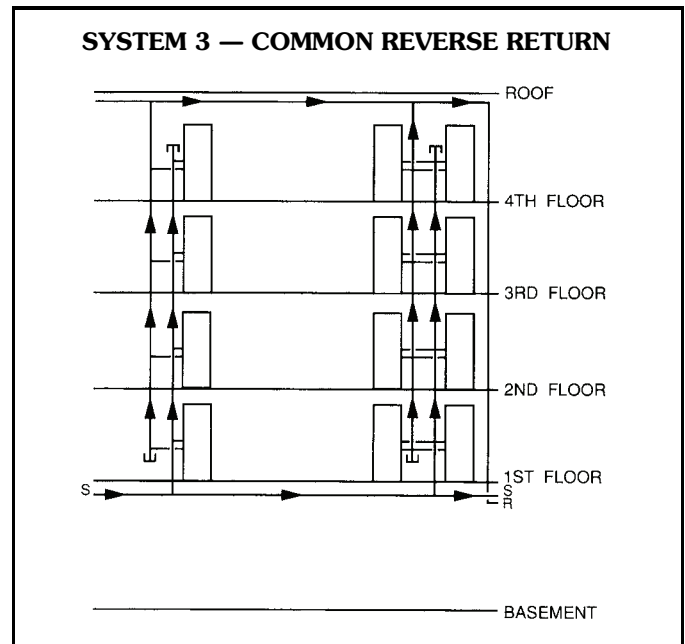 SYSTEM 3 — COMMON REVERSE RETURN
ROOF
4TH FLOOR
3RD FLOOR
2ND FLOOR
1ST FLOOR
S
S
R
BASEMENT